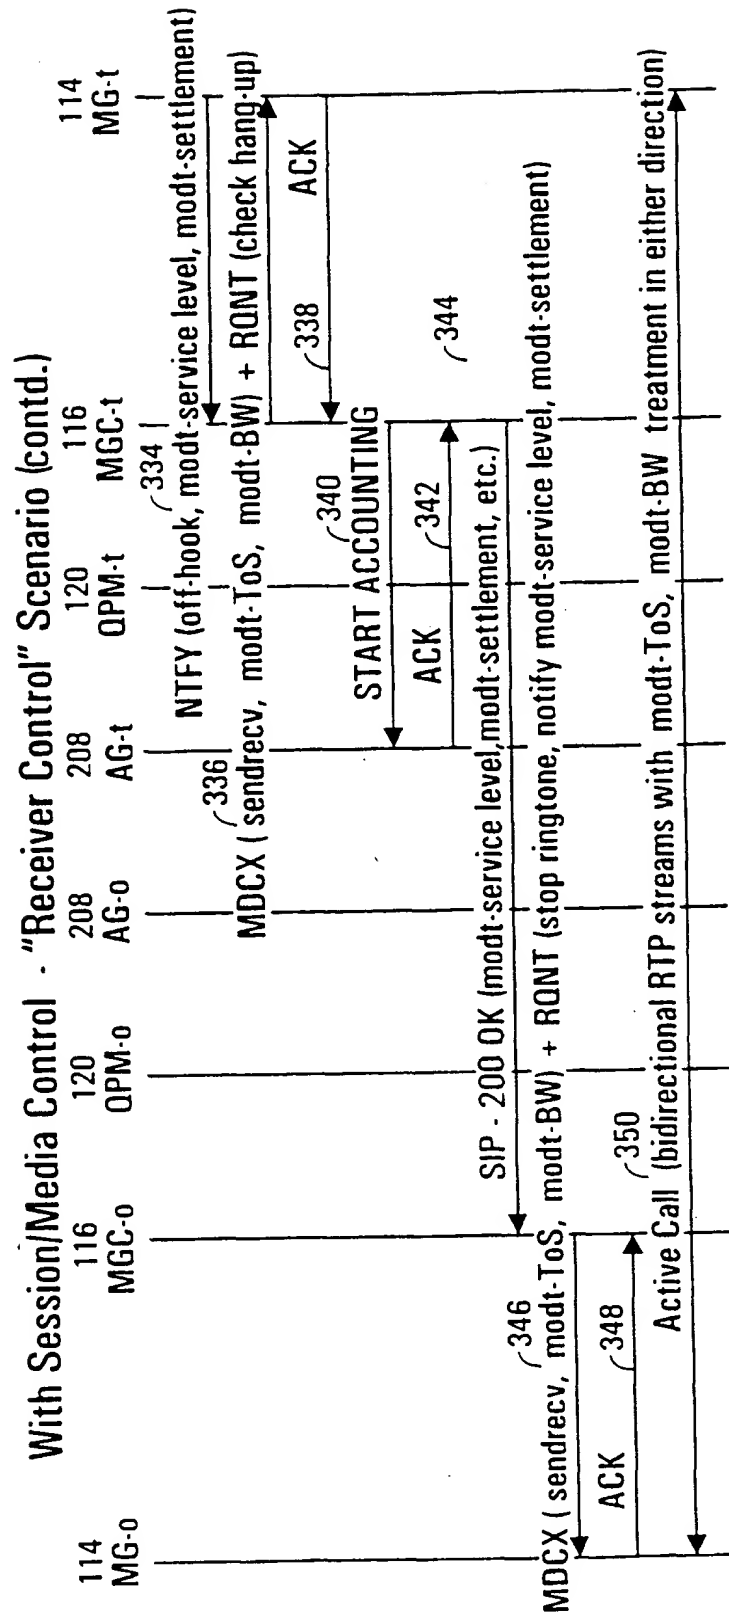 With Session/Media Control - "Receiver Control" Scenario (contd.)
114 116 120 208 208 120 116 114
MG-o MGC-o QPM-o AG-o AG-t QPM-t MGC-t MG-t
334
NTFY (off-hook, modt-service level, modt-settlement)
336
MDCX ( sendrecv, modt-ToS, modt-BW) + RQNT (check hang-up)
338
ACK
340
START ACCOUNTING
342
ACK
344
SIP - 200 OK (modt-service level,modt-settlement, etc.)
346
MDCX ( sendrecv, modt-ToS, modt-BW) + RQNT (stop ringtone, notify modt-service level, modt-settlement)
348
ACK
350
Active Call (bidirectional RTP streams with modt-ToS, modt-BW treatment in either direction)